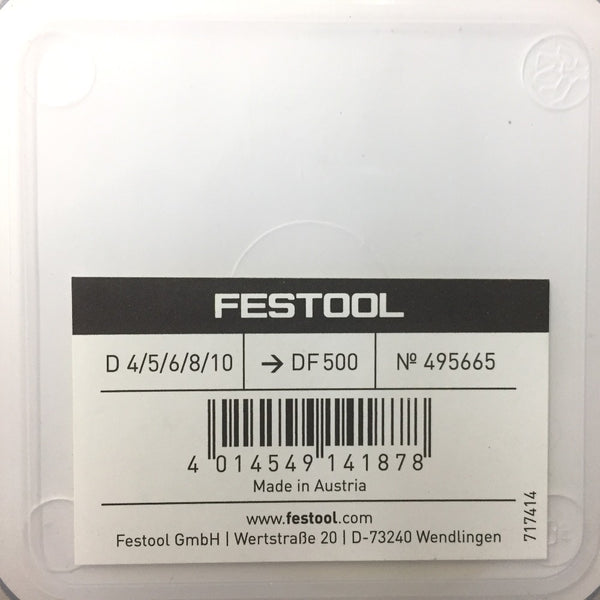 FESTOOL
D 4/5/6/8/10 → DF 500 Nº 495665
4 014549 141878
Made in Austria
www.festool.com
Festool GmbH | Wertstraße 20 | D-73240 Wendlingen
717414